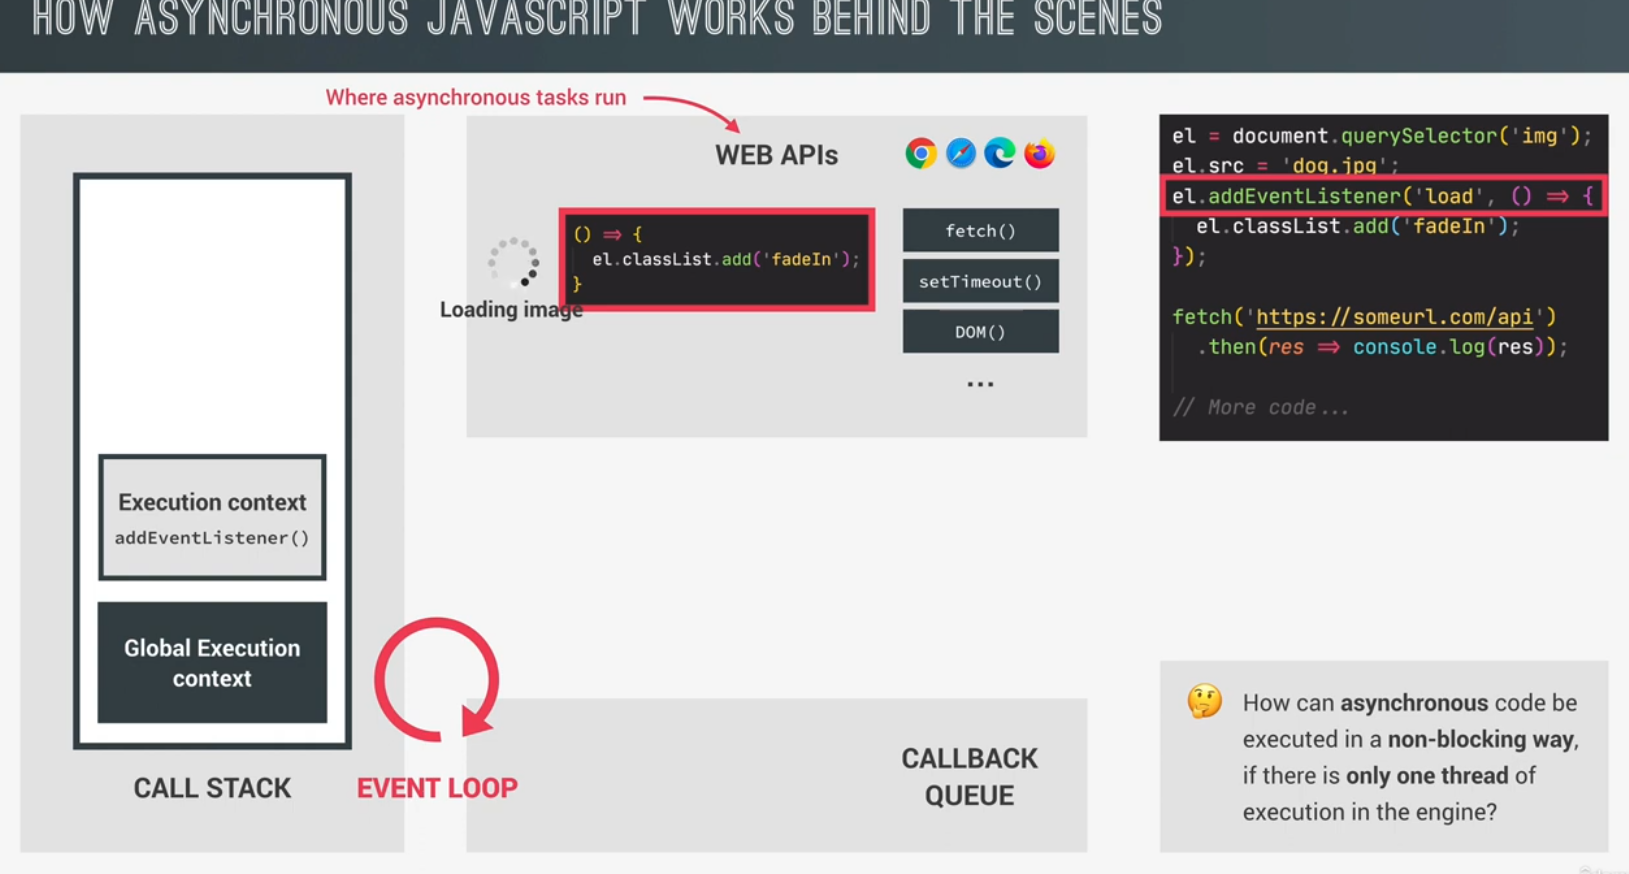 HOW ASYNCHRONOUS JAVASCRIPT WORKS BEHIND THE SCENES
Where asynchronous tasks run
WEB APIs
() => {
el.classList.add('fadeIn');
}
Loading image
fetch()
setTimeout()
DOM()
...
el = document.querySelector('img');
el.src = 'dog.jpg';
el.addEventListener('load', () => {
el.classList.add('fadeIn');
});
fetch('https://someurl.com/api')
.then(res => console.log(res));
// More code...
Execution context
addEventListener()
Global Execution
context
CALL STACK
EVENT LOOP
CALLBACK
QUEUE
How can asynchronous code be
executed in a non-blocking way,
if there is only one thread of
execution in the engine?